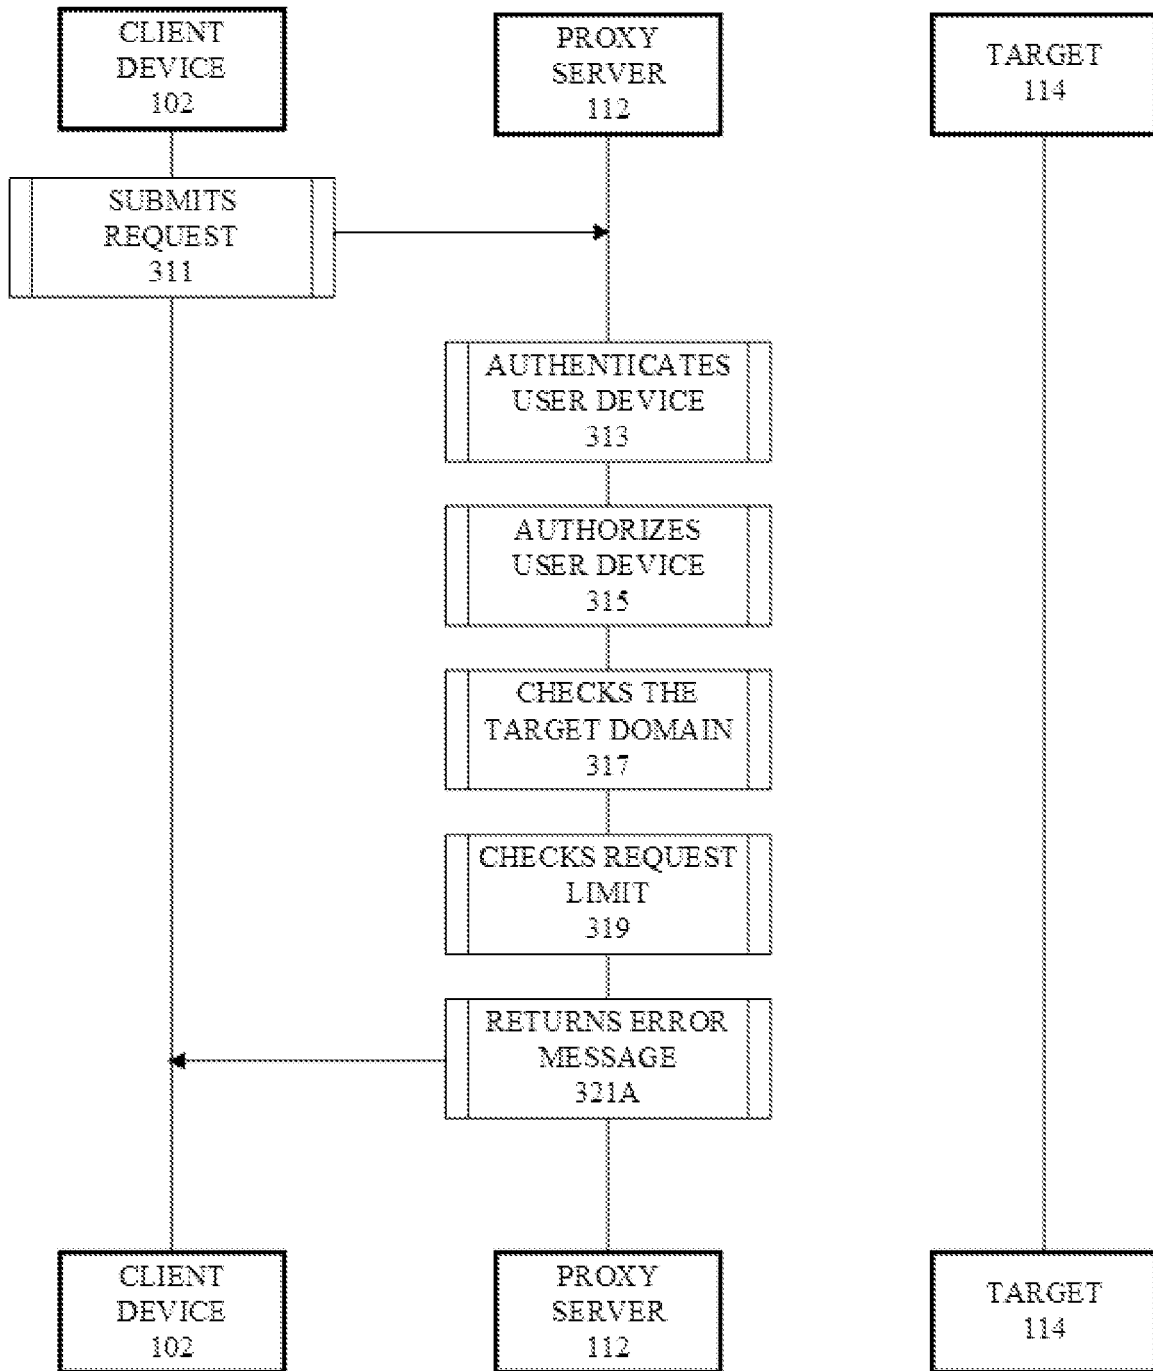 CLIENT
DEVICE
102
PROXY
SERVER
112
TARGET
114
SUBMITS
REQUEST
311
AUTHENTICATES
USER DEVICE
313
AUTHORIZES
USER DEVICE
315
CHECKS THE
TARGET DOMAIN
317
CHECKS REQUEST
LIMIT
319
RETURNS ERROR
MESSAGE
321A
CLIENT
DEVICE
102
PROXY
SERVER
112
TARGET
114